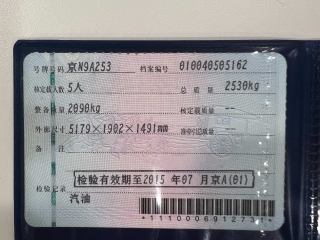 号牌号码 京N9A253 档案编号 010040505162
核定载人数 5人 总质量 2530kg
整备质量 2090kg 核定载质量 --
外廓尺寸 5179×1902×1491mm 准牵引总质量 --
备注
检验有效期至2015 年07 月京A(01)
检验记录
汽油
*1110006912731*